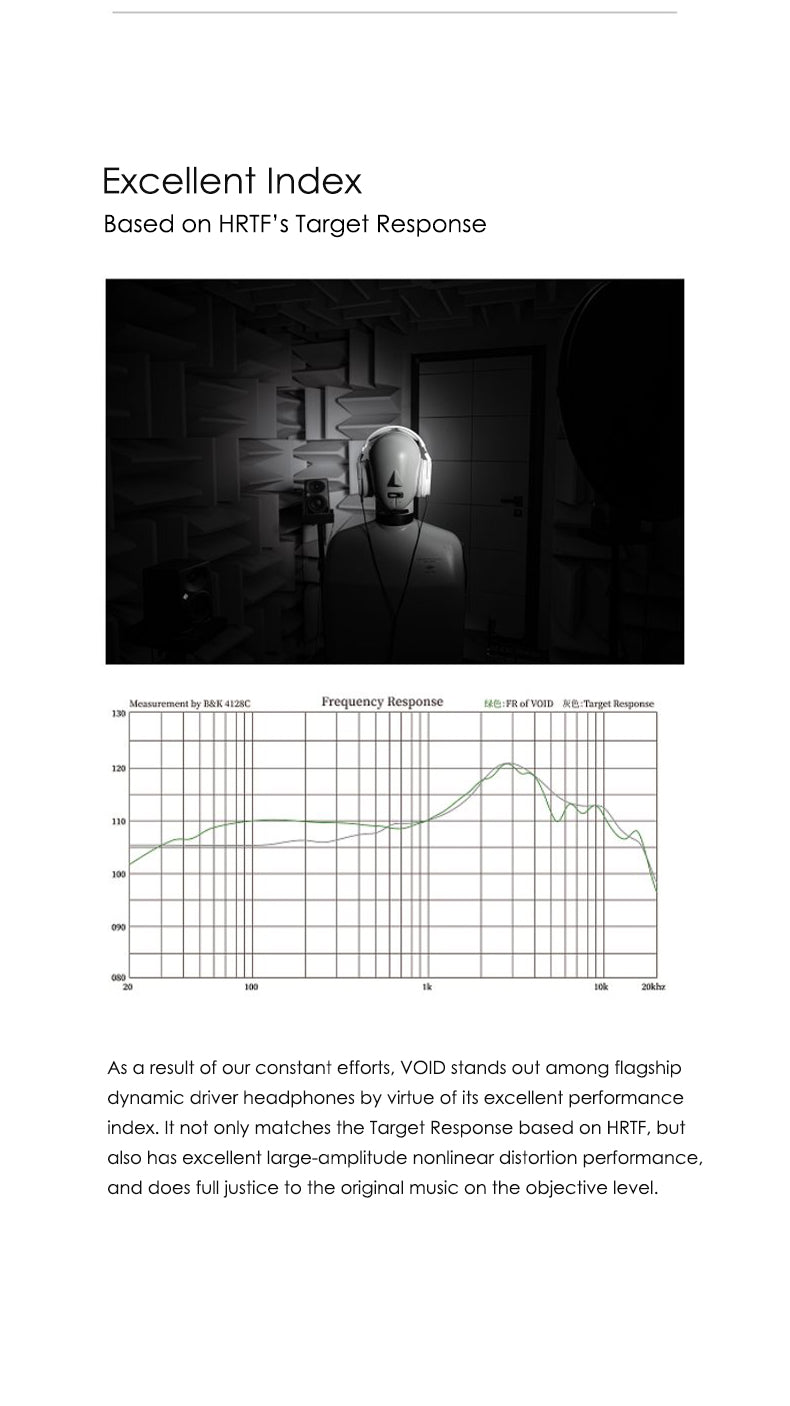 Excellent Index
Based on HRTF's Target Response
Measurement by B&K 4128C
Frequency Response
绿色:FR of VOID 灰色:Target Response
130
120
110
100
090
080
20
100
1k
10k
20khz
As a result of our constant efforts, VOID stands out among flagship
dynamic driver headphones by virtue of its excellent performance
index. It not only matches the Target Response based on HRTF, but
also has excellent large-amplitude nonlinear distortion performance,
and does full justice to the original music on the objective level.